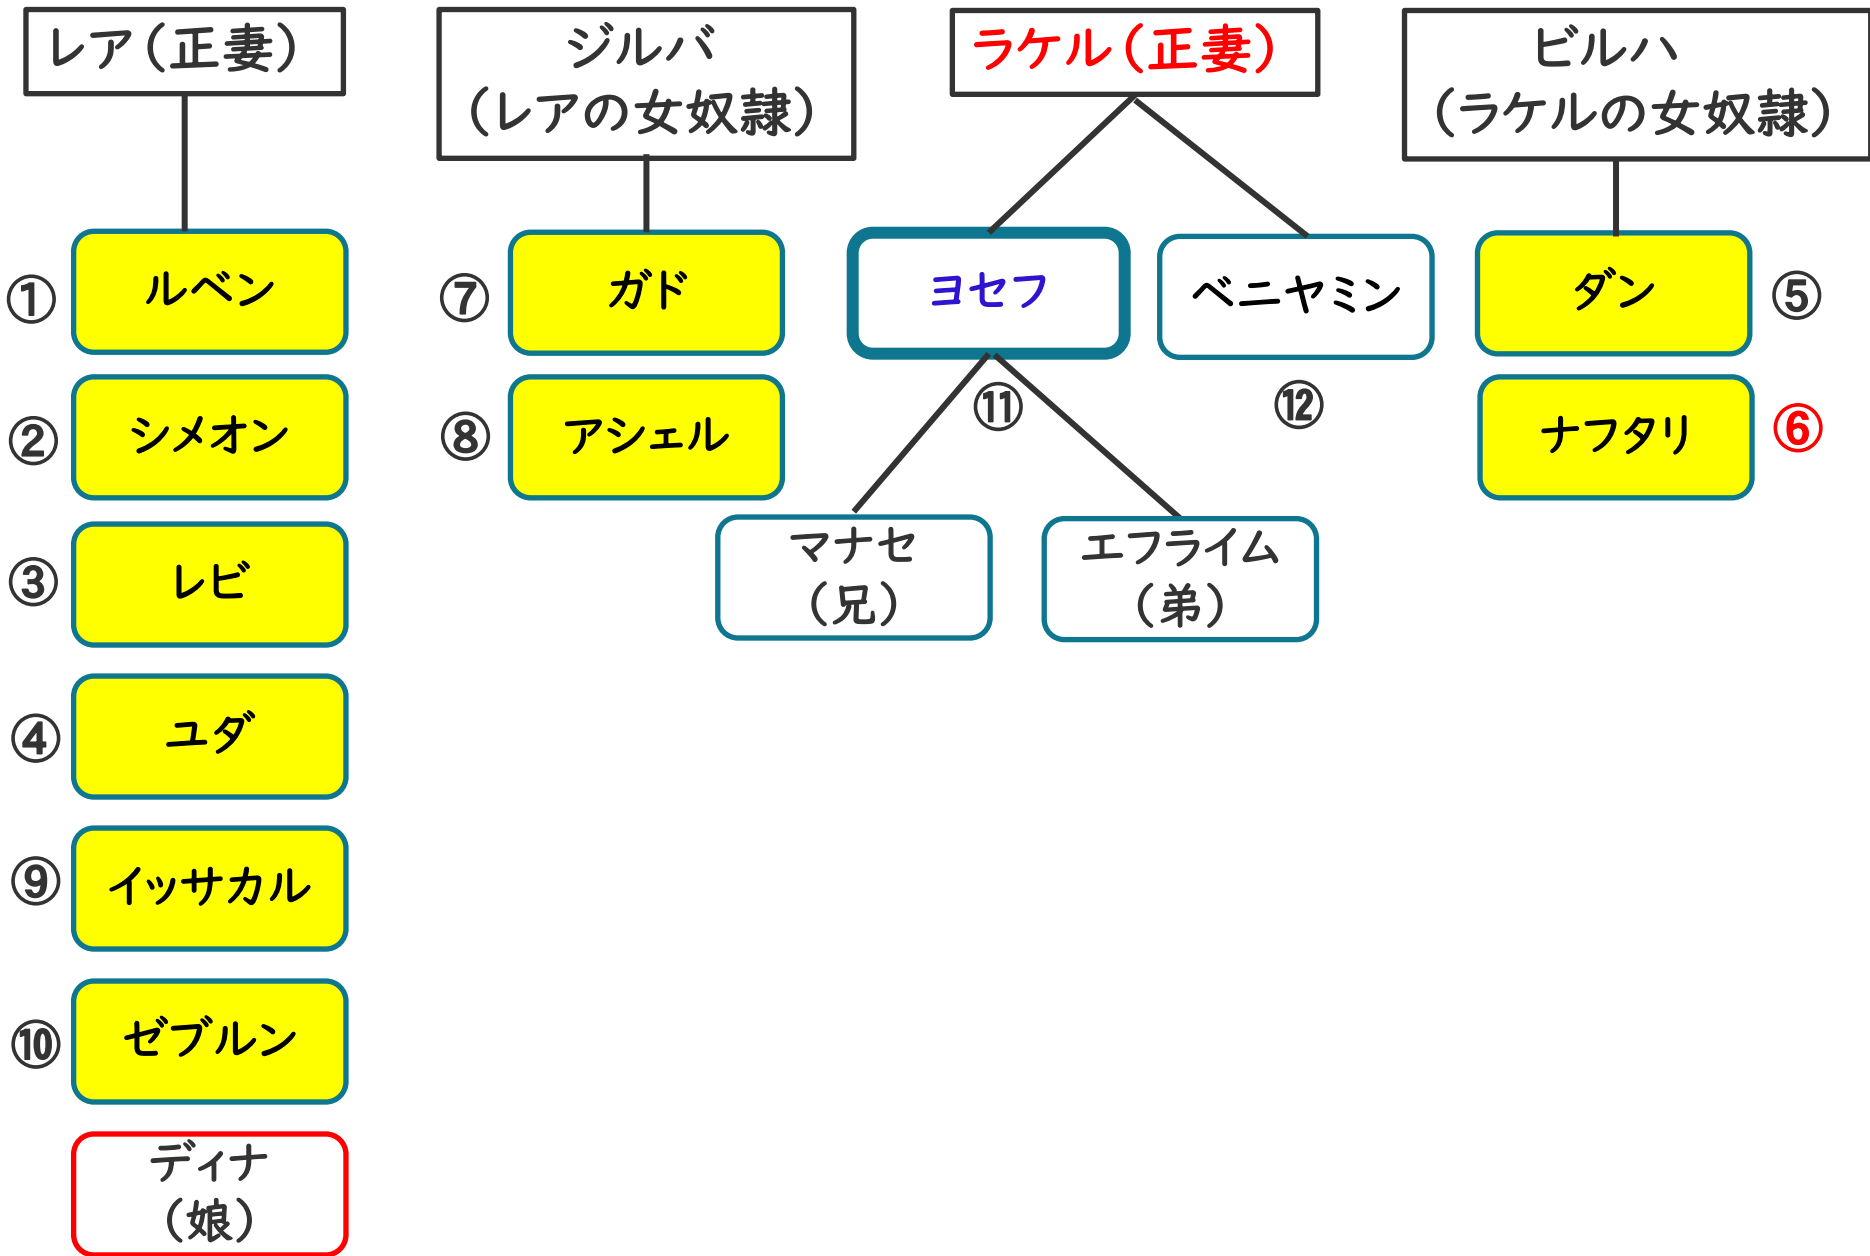 レア(正妻)
ジルバ
(レアの女奴隷)
ラケル(正妻)
ビルハ
(ラケルの女奴隷)
① ルベン
② シメオン
③ レビ
④ ユダ
⑨ イッサカル
⑩ ゼブルン
ディナ
(娘)
⑦ ガド
⑧ アシェル
ヨセフ
⑪
ベニヤミン
⑫
マナセ
(兄)
エフライム
(弟)
ダン ⑤
ナフタリ ⑥